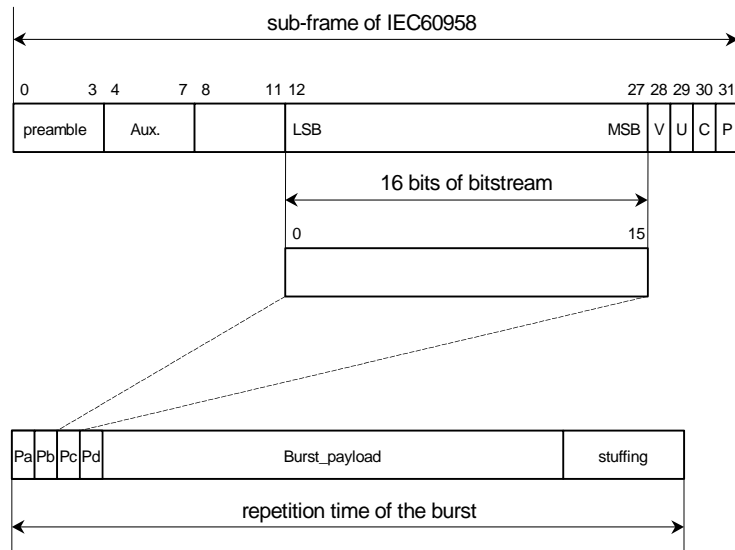 sub-frame of IEC60958
0 3 4 7 8 11 12 27 28 29 30 31
preamble Aux. LSB MSB V U C P
16 bits of bitstream
0 15
Pa Pb Pc Pd Burst_payload stuffing
repetition time of the burst